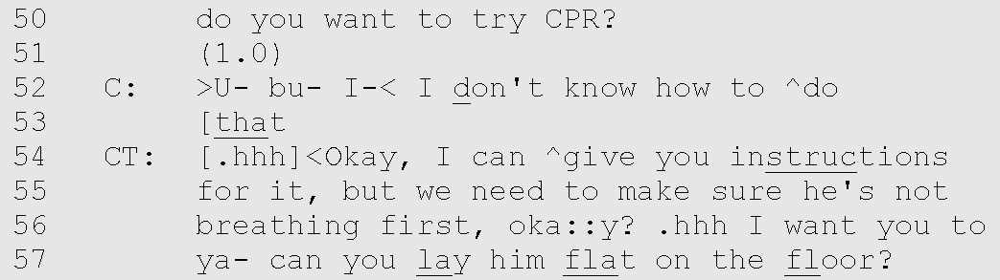 50 do you want to try CPR?
51 (1.0)
52 C: >U- bu- I-< I don't know how to ^do
53 [that
54 CT: [.hhh]<Okay, I can ^give you instructions
55 for it, but we need to make sure he's not
56 breathing first, oka::y? .hhh I want you to
57 ya- can you lay him flat on the floor?